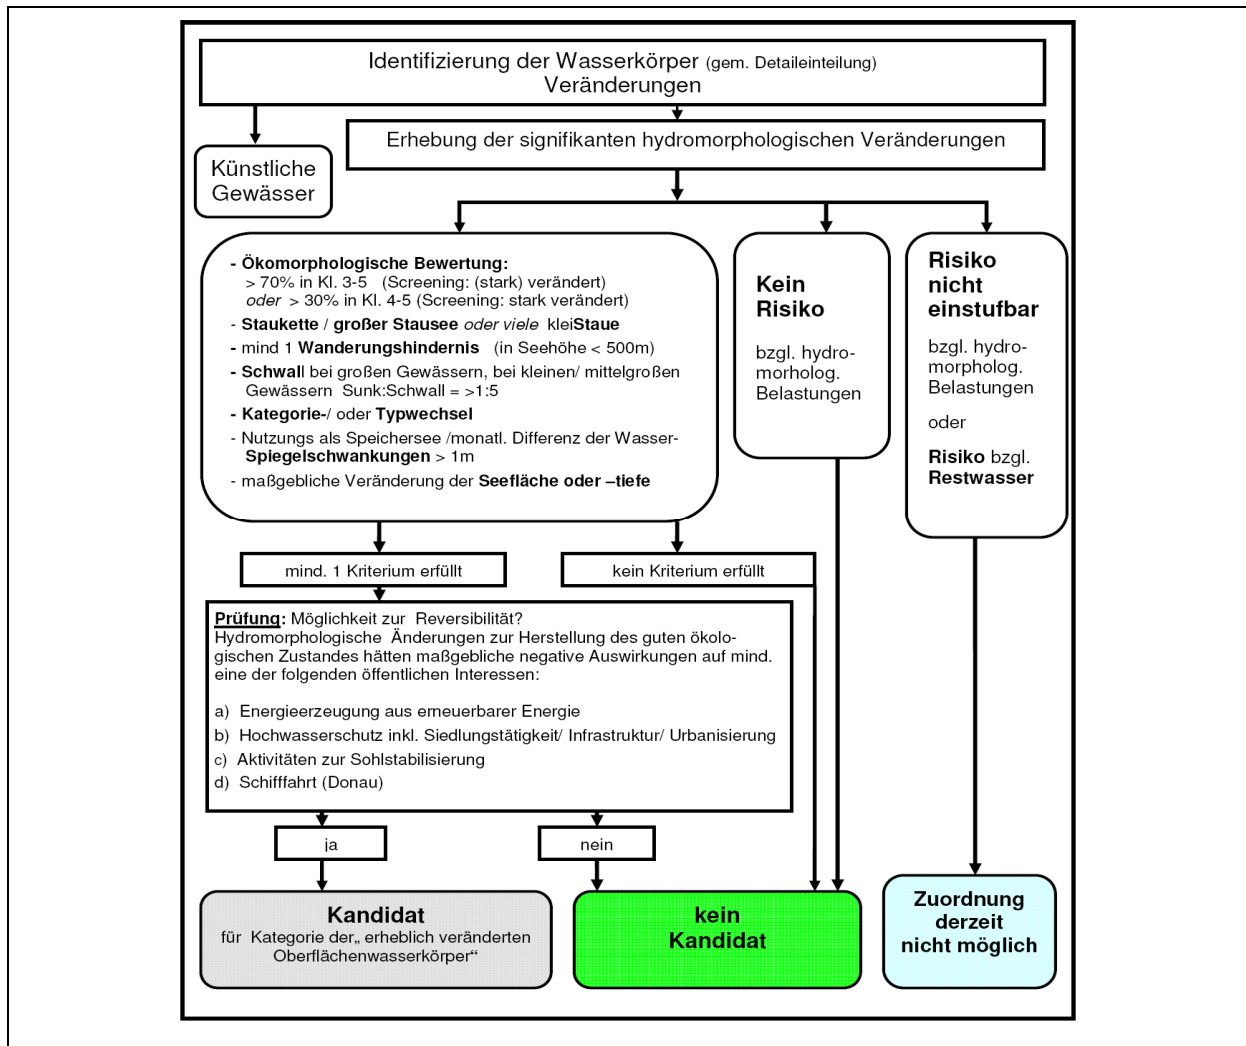 Identifizierung der Wasserkörper (gem. Detaileinteilung)
Veränderungen
Erhebung der signifikanten hydromorphologischen Veränderungen
Künstliche
Gewässer
- Ökomorphologische Bewertung:
> 70% in Kl. 3-5 (Screening: (stark) verändert)
oder > 30% in Kl. 4-5 (Screening: stark verändert)
- Staukette / großer Stausee oder viele kleiStaue
- mind 1 Wanderungshindernis (in Seehöhe < 500m)
- Schwall bei großen Gewässern, bei kleinen/ mittelgroßen
Gewässern Sunk:Schwall = >1:5
- Kategorie-/ oder Typwechsel
- Nutzungs als Speichersee /monatl. Differenz der Wasser-
Spiegelschwankungen > 1m
- maßgebliche Veränderung der Seefläche oder –tiefe
Kein
Risiko
bzgl. hydro-
morholog.
Belastungen
Risiko
nicht
einstufbar
bzgl. hydro-
morpholog.
Belastungen
oder
Risiko bzgl.
Restwasser
mind. 1 Kriterium erfüllt
kein Kriterium erfüllt
Prüfung: Möglichkeit zur Reversibilität?
Hydromorphologische Änderungen zur Herstellung des guten ökolo-
gischen Zustandes hätten maßgebliche negative Auswirkungen auf mind.
eine der folgenden öffentlichen Interessen:
a) Energieerzeugung aus erneuerbarer Energie
b) Hochwasserschutz inkl. Siedlungstätigkeit/ Infrastruktur/ Urbanisierung
c) Aktivitäten zur Sohlstabilisierung
d) Schifffahrt (Donau)
ja
nein
Kandidat
für Kategorie der„ erheblich veränderten
Oberflächenwasserkörper“
kein
Kandidat
Zuordnung
derzeit
nicht möglich